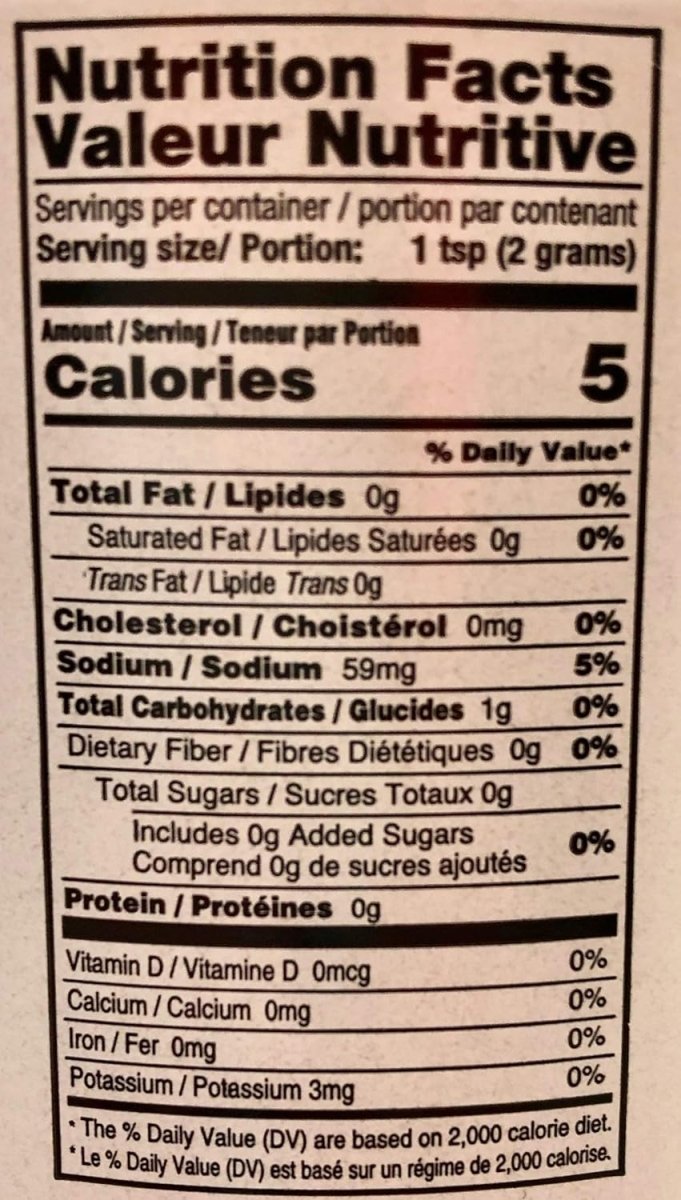 Nutrition Facts
Valeur Nutritive
Servings per container / portion par contenant
Serving size/ Portion: 1 tsp (2 grams)
Amount / Serving / Teneur par Portion
Calories 5
% Daily Value*
Total Fat / Lipides 0g 0%
Saturated Fat / Lipides Saturées 0g 0%
Trans Fat / Lipide Trans 0g
Cholesterol / Choistérol 0mg 0%
Sodium / Sodium 59mg 5%
Total Carbohydrates / Glucides 1g 0%
Dietary Fiber / Fibres Diététiques 0g 0%
Total Sugars / Sucres Totaux 0g
Includes 0g Added Sugars 0%
Comprend 0g de sucres ajoutés
Protein / Protéines 0g
Vitamin D / Vitamine D 0mcg 0%
Calcium / Calcium 0mg 0%
Iron / Fer 0mg 0%
Potassium / Potassium 3mg 0%
* The % Daily Value (DV) are based on 2,000 calorie diet.
* Le % Daily Value (DV) est basé sur un régime de 2,000 calorise.